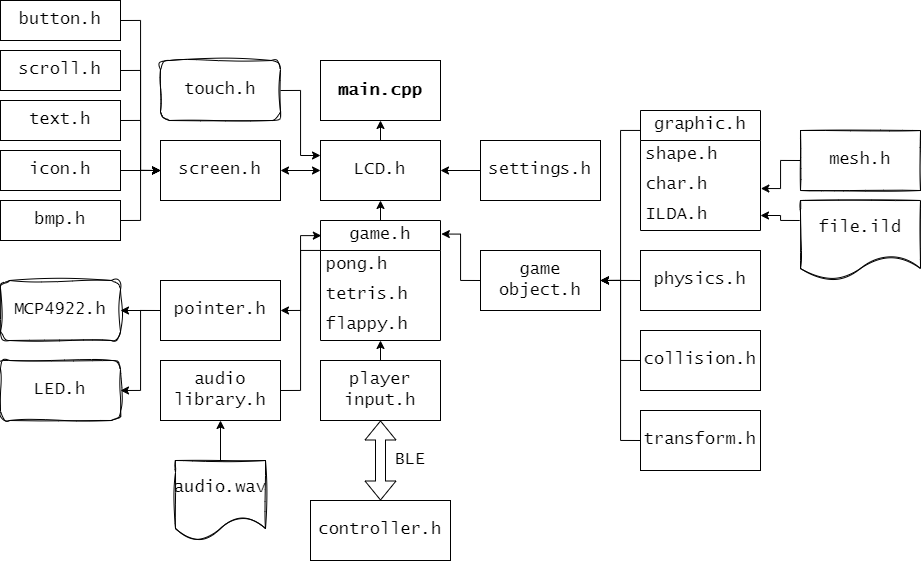 button.h
scroll.h
text.h
icon.h
bmp.h
touch.h
screen.h
main.cpp
LCD.h
settings.h
game.h
pong.h
tetris.h
flappy.h
game
object.h
graphic.h
shape.h
char.h
ILDA.h
mesh.h
file.ild
physics.h
collision.h
transform.h
MCP4922.h
LED.h
pointer.h
audio
library.h
audio.wav
player
input.h
BLE
controller.h